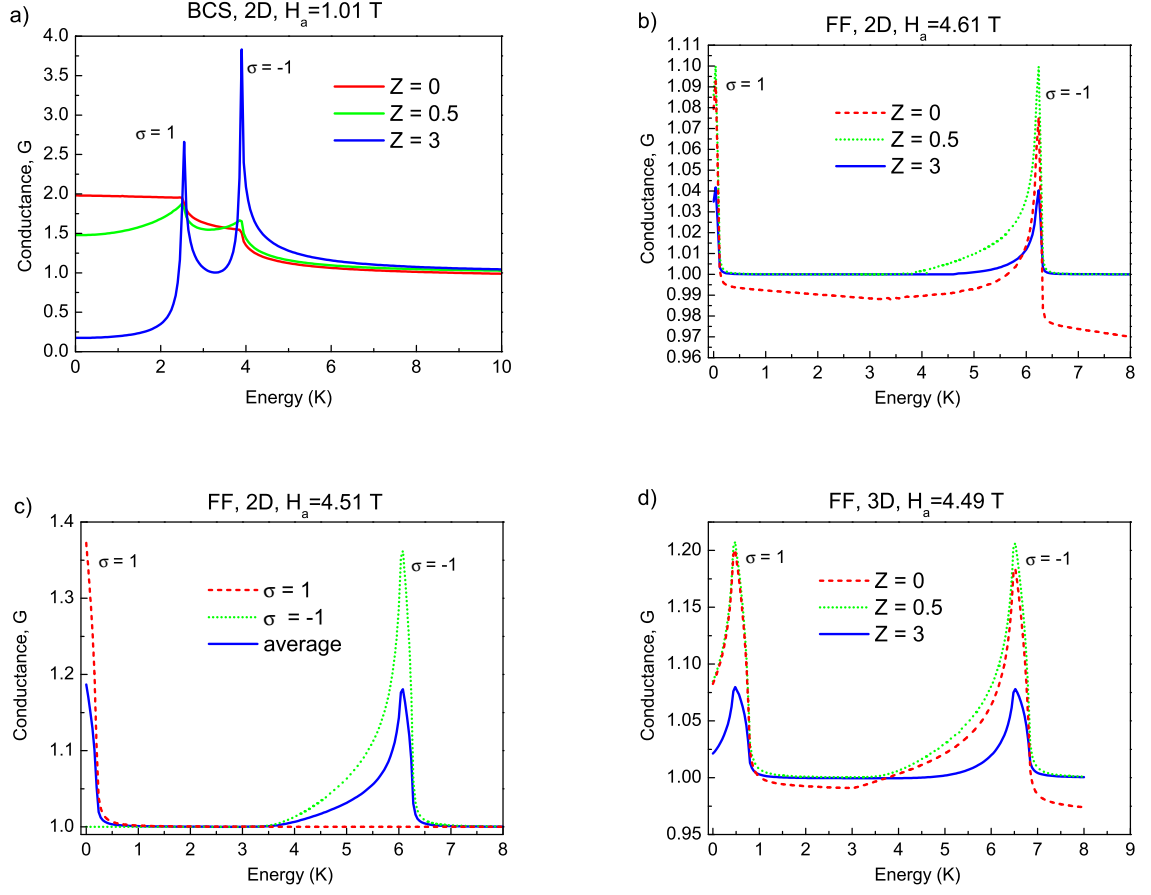 a)
BCS, 2D, Hₐ=1.01 T
4.0
3.5
3.0
2.5
2.0
1.5
1.0
0.5
0.0
Conductance, G
σ = 1
σ = -1
Z = 0
Z = 0.5
Z = 3
0 2 4 6 8 10
Energy (K)
b)
FF, 2D, Hₐ=4.61 T
1.11
1.10
1.09
1.08
1.07
1.06
1.05
1.04
1.03
1.02
1.01
1.00
0.99
0.98
0.97
0.96
Conductance, G
σ = 1
σ = -1
Z = 0
Z = 0.5
Z = 3
0 1 2 3 4 5 6 7 8
Energy (K)
c)
FF, 2D, Hₐ=4.51 T
1.4
1.3
1.2
1.1
1.0
Conductance, G
σ = 1
σ = -1
σ = 1
σ = -1
average
0 1 2 3 4 5 6 7 8
Energy (K)
d)
FF, 3D, Hₐ=4.49 T
1.20
1.15
1.10
1.05
1.00
0.95
Conductance, G
σ = 1
σ = -1
Z = 0
Z = 0.5
Z = 3
0 1 2 3 4 5 6 7 8 9
Energy (K)